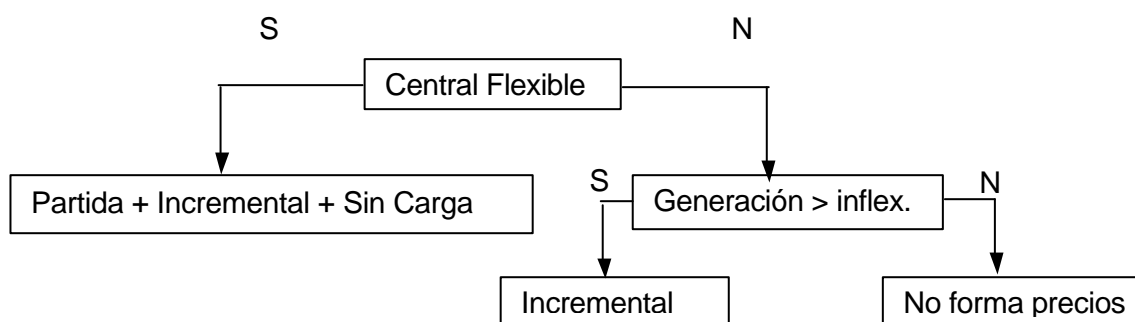 S N
Central Flexible
Partida + Incremental + Sin Carga
S Generación > inflex. N
Incremental No forma precios